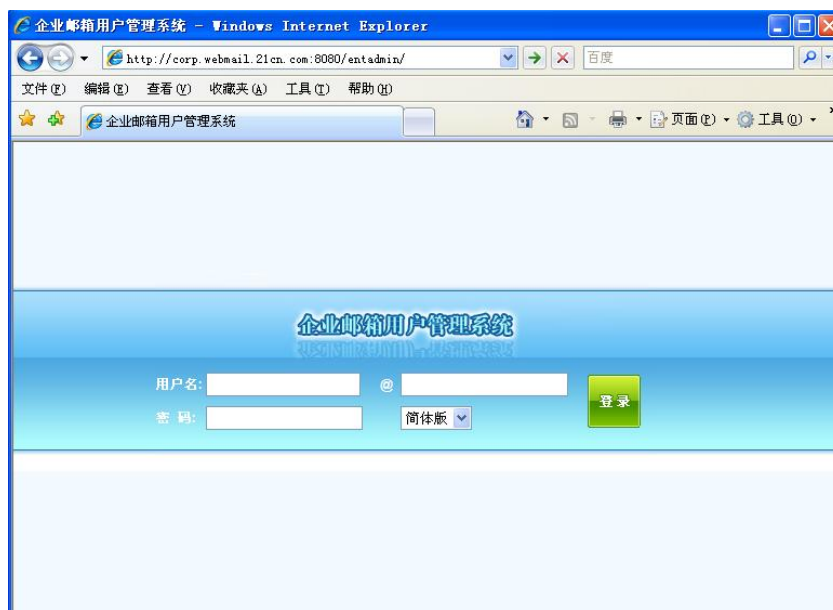 企业邮箱用户管理系统 - Windows Internet Explorer
http://corp.webmail.21cn.com:8080/entadmin/
百度
文件(F) 编辑(E) 查看(V) 收藏夹(A) 工具(T) 帮助(H)
企业邮箱用户管理系统
页面(P) 工具(O)
企业邮箱用户管理系统
用户名: @
登录
密 码: 简体版